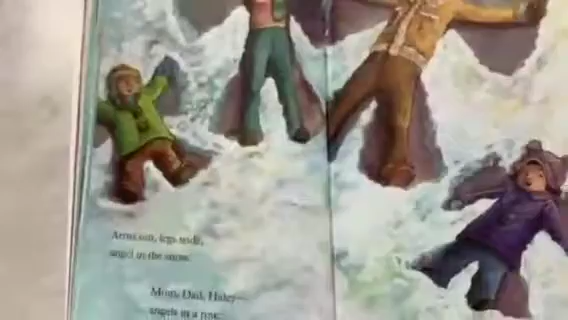 Arms out, legs wide,
angel in the snow.
Mom, Dad, Haley—
angels in a row.